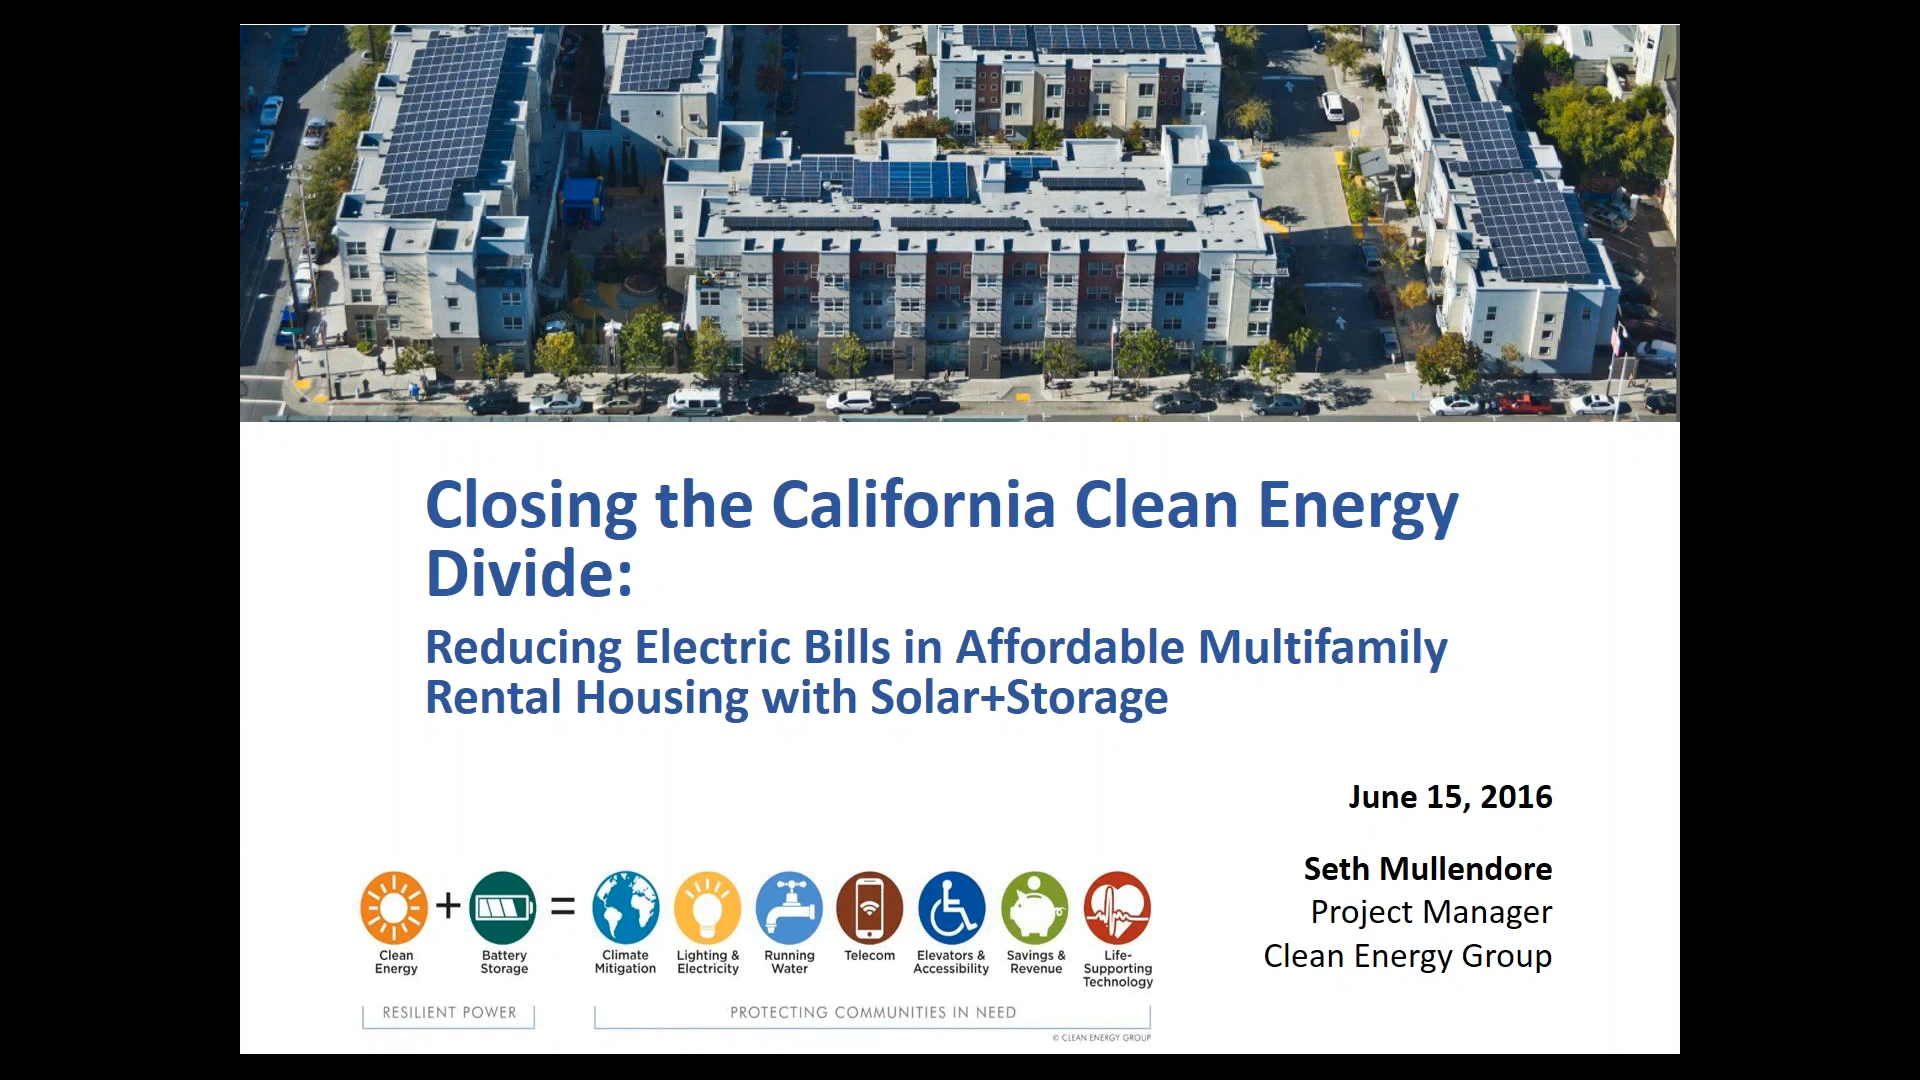 Closing the California Clean Energy
Divide:
Reducing Electric Bills in Affordable Multifamily
Rental Housing with Solar+Storage
June 15, 2016
Seth Mullendore
Project Manager
Clean Energy Group
+
=
Clean
Energy
Battery
Storage
Climate
Mitigation
Lighting &
Electricity
Running
Water
Telecom
Elevators &
Accessibility
Savings &
Revenue
Life-
Supporting
Technology
RESILIENT POWER
PROTECTING COMMUNITIES IN NEED
© CLEAN ENERGY GROUP